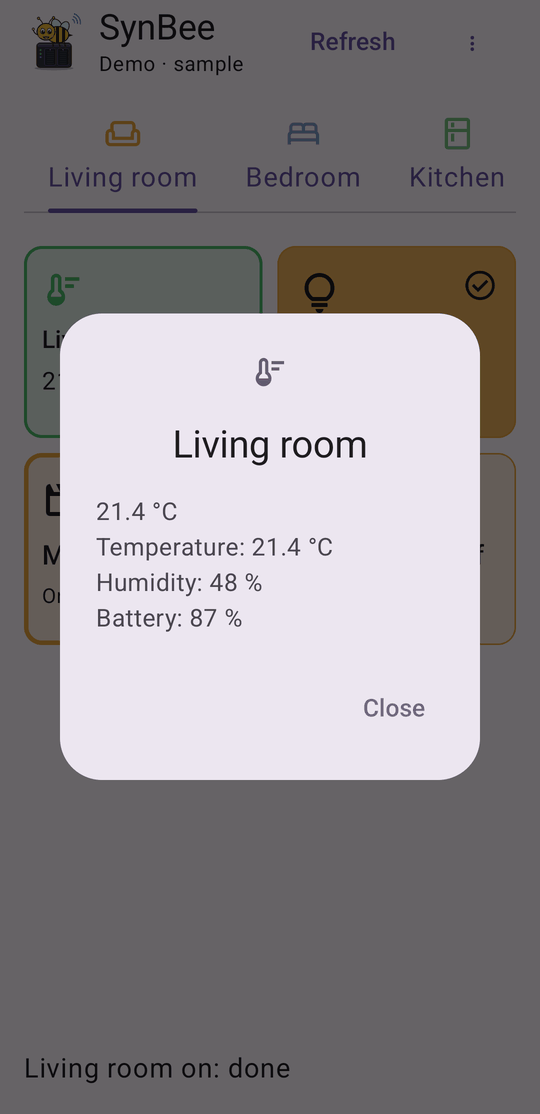 SynBee
Demo · sample
Refresh
Living room
Bedroom
Kitchen
Living room
21.4 °C
Temperature: 21.4 °C
Humidity: 48 %
Battery: 87 %
Close
Living room on: done